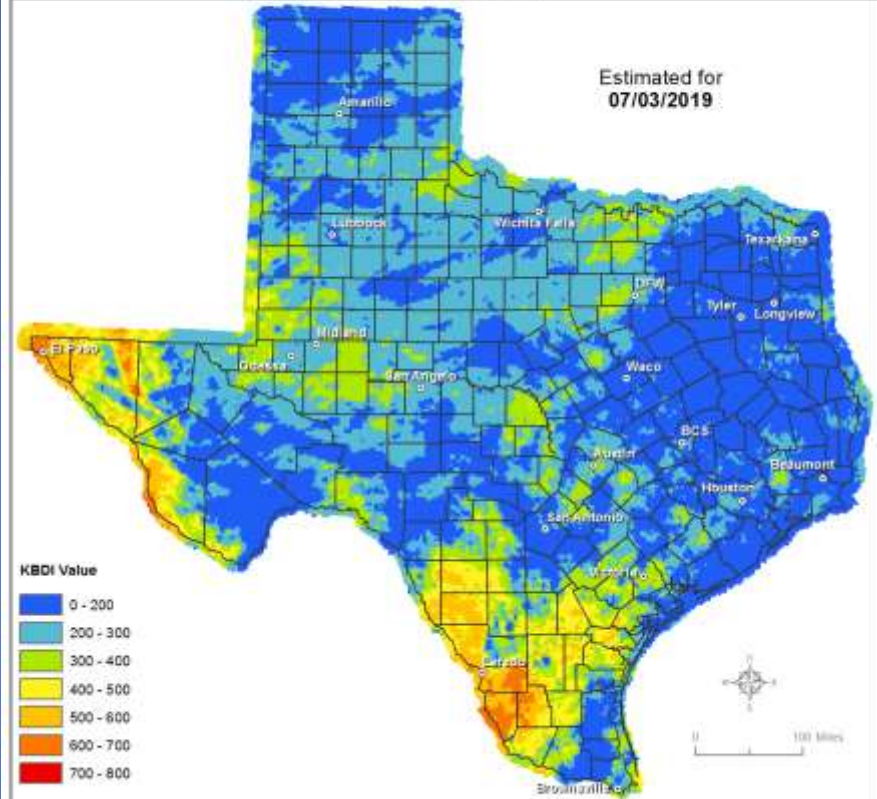 Estimated for
07/03/2019
Amarillo
Lubbock
Wichita Falls
Texarkana
DFW
Tyler
Longview
El Paso
Midland
Odessa
San Angelo
Waco
BCS
Austin
Beaumont
Houston
San Antonio
Victoria
Laredo
Brownsville
KBDI Value
0 - 200
200 - 300
300 - 400
400 - 500
500 - 600
600 - 700
700 - 800
0 100 Miles